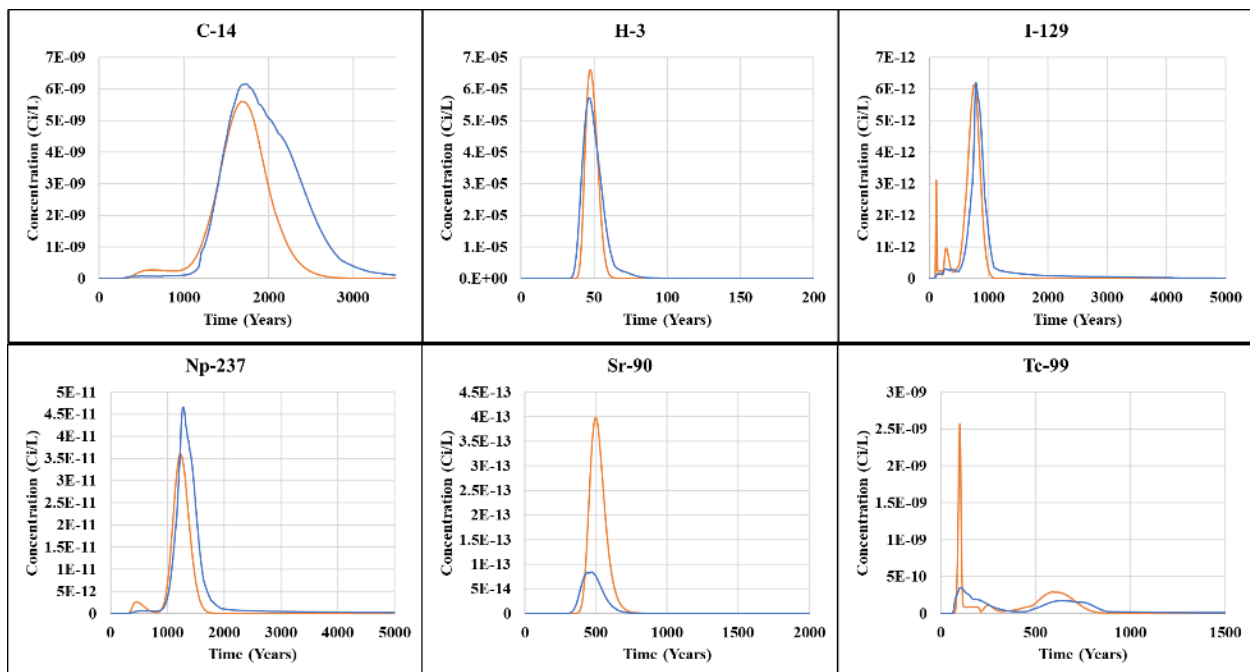 C-14
7E-09
6E-09
5E-09
4E-09
3E-09
2E-09
1E-09
0
0 1000 2000 3000
Concentration (Ci/L)
Time (Years)
H-3
7.E-05
6.E-05
5.E-05
4.E-05
3.E-05
2.E-05
1.E-05
0.E+00
0 50 100 150 200
Concentration (Ci/L)
Time (Years)
I-129
7E-12
6E-12
5E-12
4E-12
3E-12
2E-12
1E-12
0
0 1000 2000 3000 4000 5000
Concentration (Ci/L)
Time (Years)
Np-237
5E-11
4.5E-11
4E-11
3.5E-11
3E-11
2.5E-11
2E-11
1.5E-11
1E-11
5E-12
0
0 1000 2000 3000 4000 5000
Concentration (Ci/L)
Time (Years)
Sr-90
4.5E-13
4E-13
3.5E-13
3E-13
2.5E-13
2E-13
1.5E-13
1E-13
5E-14
0
0 500 1000 1500 2000
Concentration (Ci/L)
Time (Years)
Tc-99
3E-09
2.5E-09
2E-09
1.5E-09
1E-09
5E-10
0
0 500 1000 1500
Concentration (Ci/L)
Time (Years)